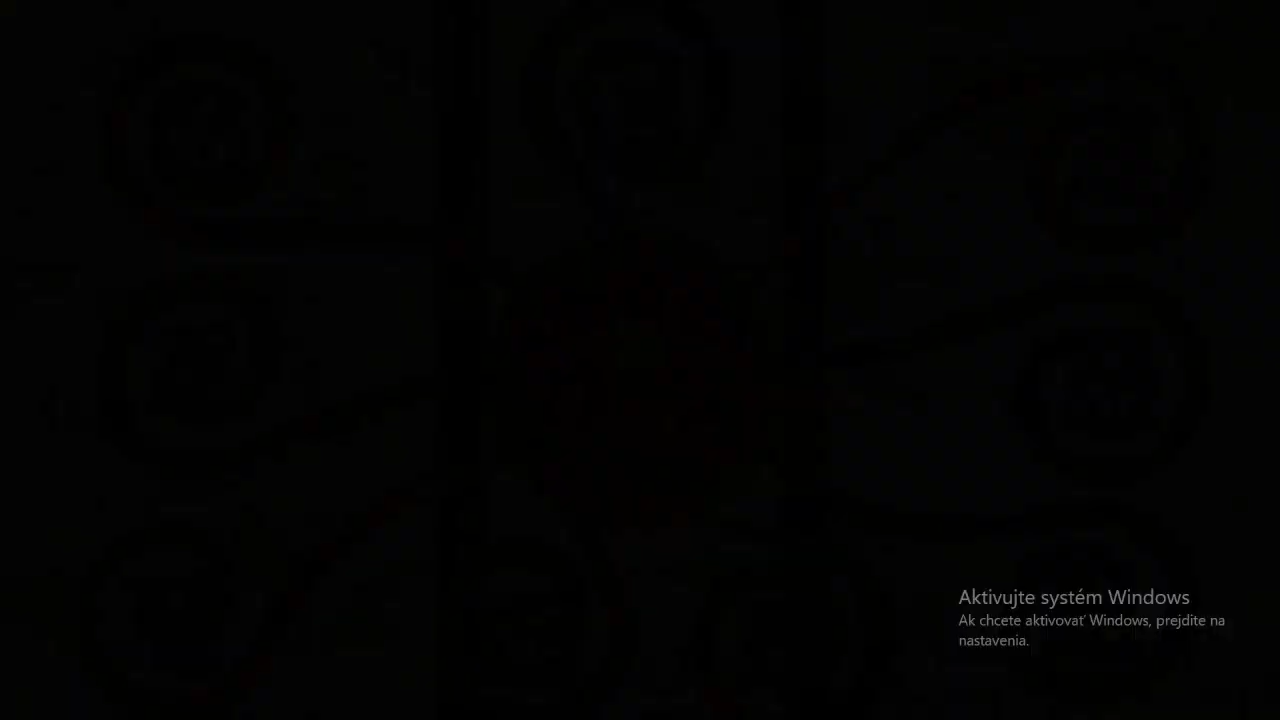 Aktivujte systém Windows
Ak chcete aktivovať Windows, prejdite na
nastavenia.